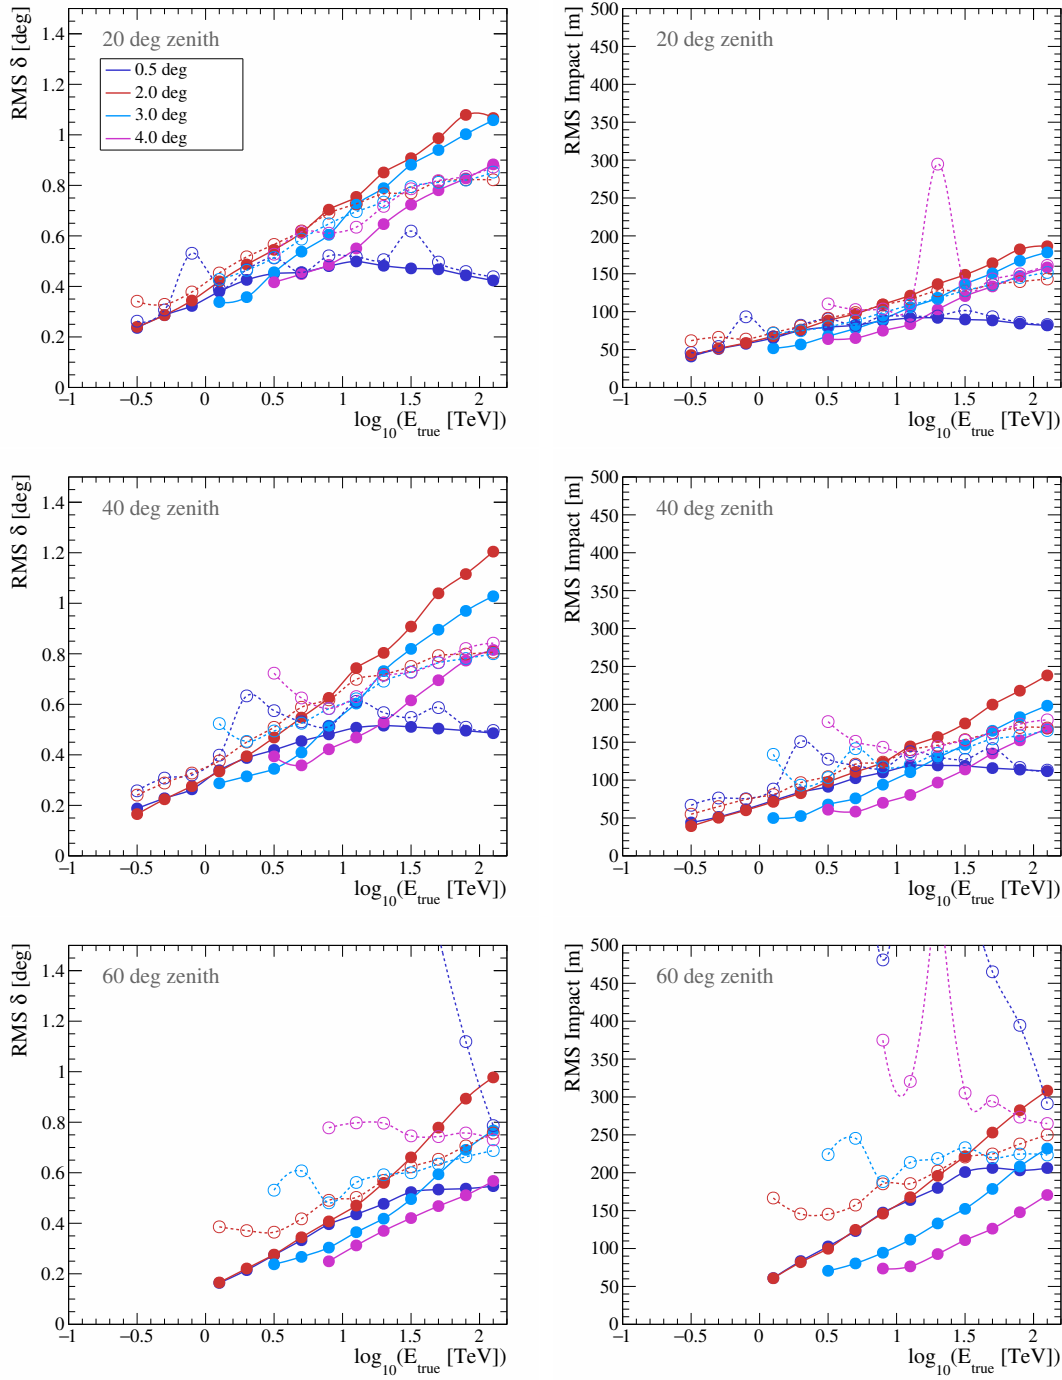 RMS δ [deg]
20 deg zenith
0.5 deg
2.0 deg
3.0 deg
4.0 deg
1.4
1.2
1
0.8
0.6
0.4
0.2
0
−1 −0.5 0 0.5 1 1.5 2
log10(E_true [TeV])
RMS Impact [m]
20 deg zenith
500
450
400
350
300
250
200
150
100
50
0
−1 −0.5 0 0.5 1 1.5 2
log10(E_true [TeV])
RMS δ [deg]
40 deg zenith
1.4
1.2
1
0.8
0.6
0.4
0.2
0
−1 −0.5 0 0.5 1 1.5 2
log10(E_true [TeV])
RMS Impact [m]
40 deg zenith
500
450
400
350
300
250
200
150
100
50
0
−1 −0.5 0 0.5 1 1.5 2
log10(E_true [TeV])
RMS δ [deg]
60 deg zenith
1.4
1.2
1
0.8
0.6
0.4
0.2
0
−1 −0.5 0 0.5 1 1.5 2
log10(E_true [TeV])
RMS Impact [m]
60 deg zenith
500
450
400
350
300
250
200
150
100
50
0
−1 −0.5 0 0.5 1 1.5 2
log10(E_true [TeV])